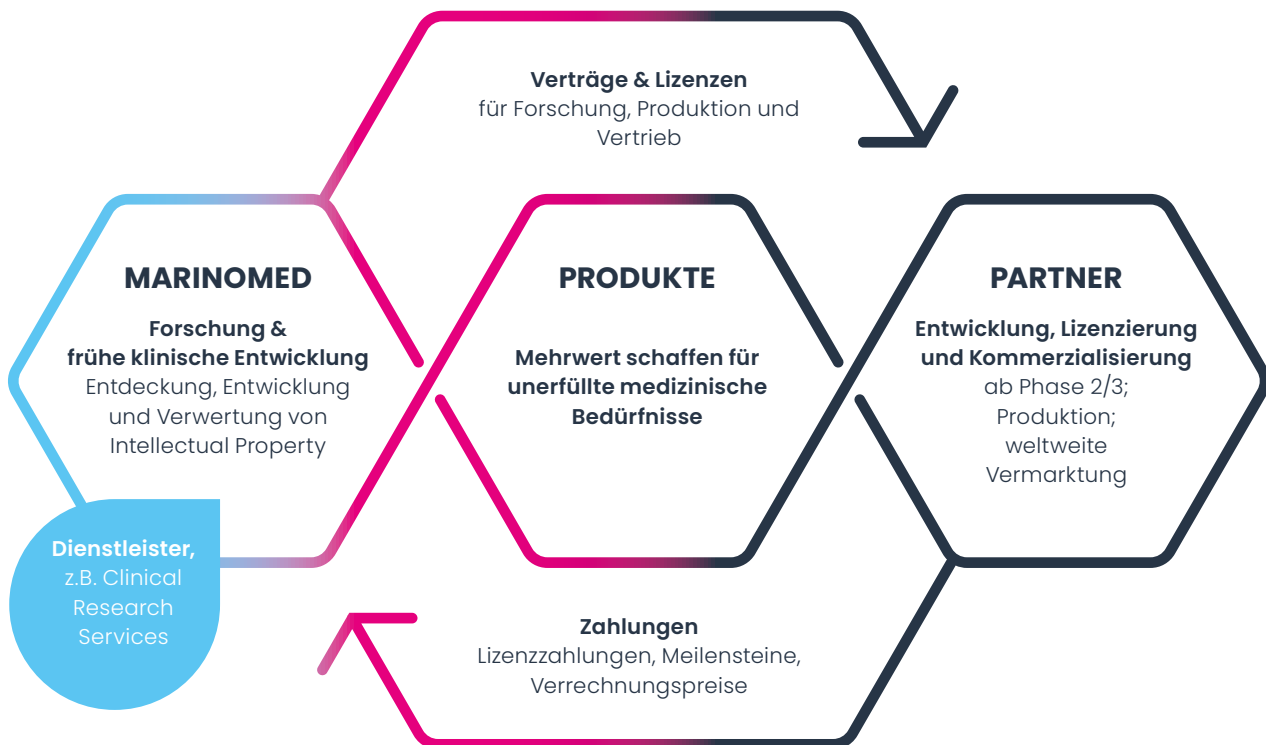 Verträge & Lizenzen
für Forschung, Produktion und
Vertrieb
MARINOMED
Forschung &
frühe klinische Entwicklung
Entdeckung, Entwicklung
und Verwertung von
Intellectual Property
PRODUKTE
Mehrwert schaffen für
unerfüllte medizinische
Bedürfnisse
PARTNER
Entwicklung, Lizenzierung
und Kommerzialisierung
ab Phase 2/3;
Produktion;
weltweite
Vermarktung
Dienstleister,
z.B. Clinical
Research
Services
Zahlungen
Lizenzzahlungen, Meilensteine,
Verrechnungspreise